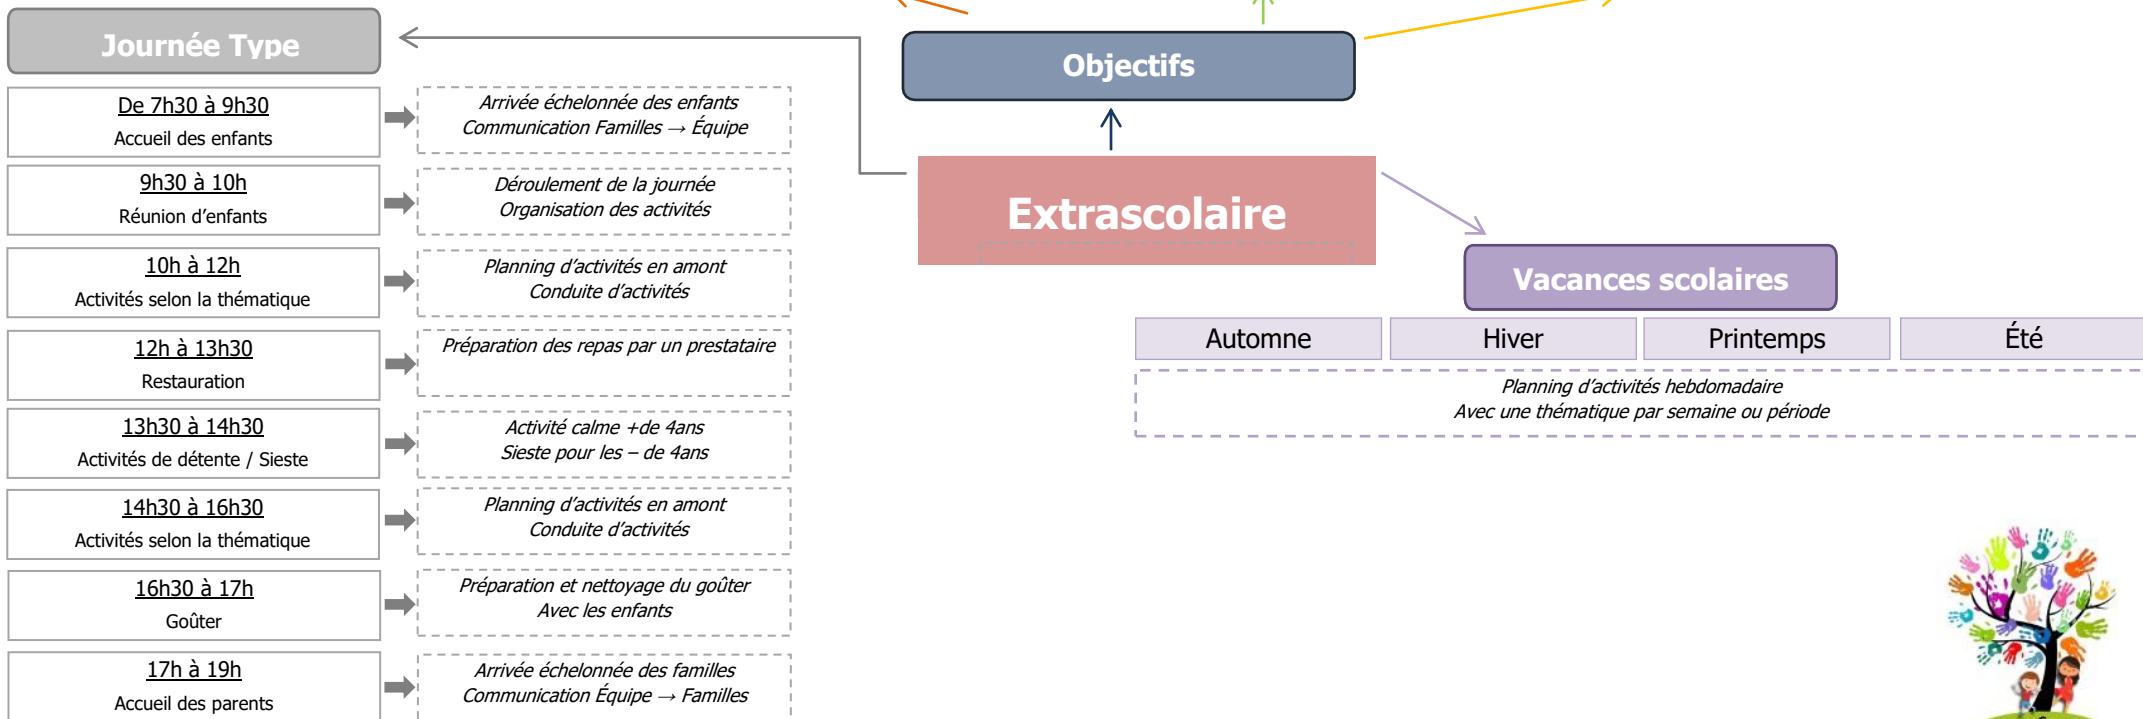 Journée Type
De 7h30 à 9h30
Accueil des enfants
Arrivée échelonnée des enfants
Communication Familles → Équipe
9h30 à 10h
Réunion d’enfants
Déroulement de la journée
Organisation des activités
10h à 12h
Activités selon la thématique
Planning d’activités en amont
Conduite d’activités
12h à 13h30
Restauration
Préparation des repas par un prestataire
13h30 à 14h30
Activités de détente / Sieste
Activité calme +de 4ans
Sieste pour les – de 4ans
14h30 à 16h30
Activités selon la thématique
Planning d’activités en amont
Conduite d’activités
16h30 à 17h
Goûter
Préparation et nettoyage du goûter
Avec les enfants
17h à 19h
Accueil des parents
Arrivée échelonnée des familles
Communication Équipe → Familles
Objectifs
Extrascolaire
Vacances scolaires
Automne
Hiver
Printemps
Été
Planning d’activités hebdomadaire
Avec une thématique par semaine ou période